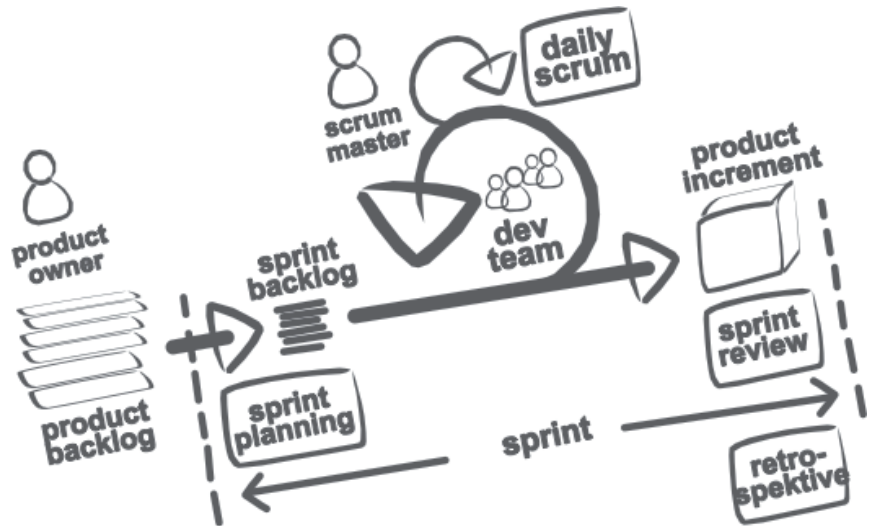 daily
scrum
scrum
master
product
increment
product
owner
dev
team
sprint
backlog
sprint
review
sprint
planning
product
backlog
sprint
retro-
spektive